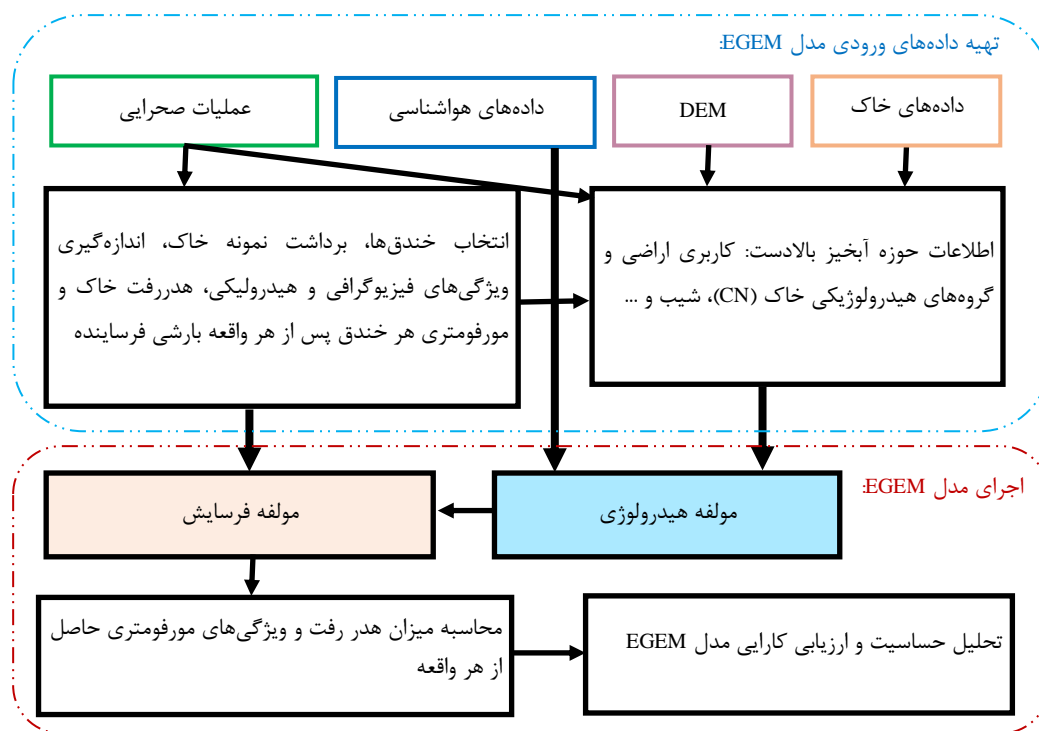 تهیه داده‌های ورودی مدل EGEM:
داده‌های خاک
DEM
داده‌های هواشناسی
عملیات صحرایی
اطلاعات حوزه آبخیز بالادست: کاربری اراضی و
گروه‌های هیدرولوژیکی خاک (CN)، شیب و ...
انتخاب خندق‌ها، برداشت نمونه خاک، اندازه‌گیری
ویژگی‌های فیزیوگرافی و هیدرولیکی، هدررفت خاک و
مورفومتری هر خندق پس از هر واقعه بارشی فرساینده
اجرای مدل EGEM:
مولفه هیدرولوژی
مولفه فرسایش
محاسبه میزان هدر رفت و ویژگی‌های مورفومتری حاصل
از هر واقعه
تحلیل حساسیت و ارزیابی کارایی مدل EGEM